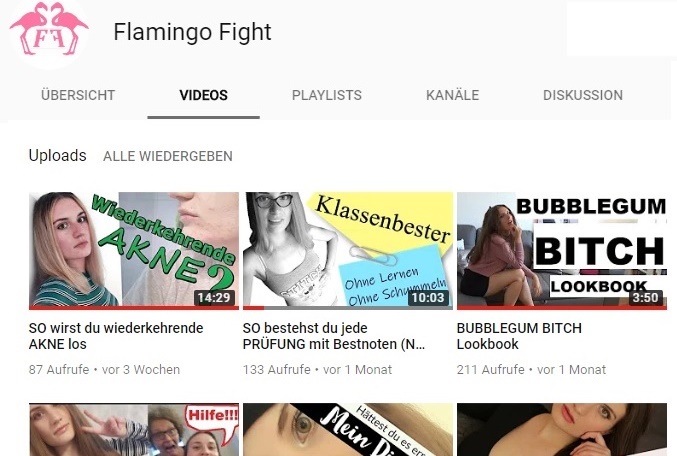 FF
Flamingo Fight
ÜBERSICHT VIDEOS PLAYLISTS KANÄLE DISKUSSION
Uploads ALLE WIEDERGEBEN
Wiederkehrende
AKNE?
14:29
Klassenbester
Ohne Lernen
Ohne Schummeln
10:03
BUBBLEGUM
BITCH
LOOKBOOK
3:50
SO wirst du wiederkehrende
AKNE los
87 Aufrufe • vor 3 Wochen
SO bestehst du jede
PRÜFUNG mit Bestnoten (N...
133 Aufrufe • vor 1 Monat
BUBBLEGUM BITCH
Lookbook
211 Aufrufe • vor 1 Monat
Hilfe!!!
Hättest du es
Mein